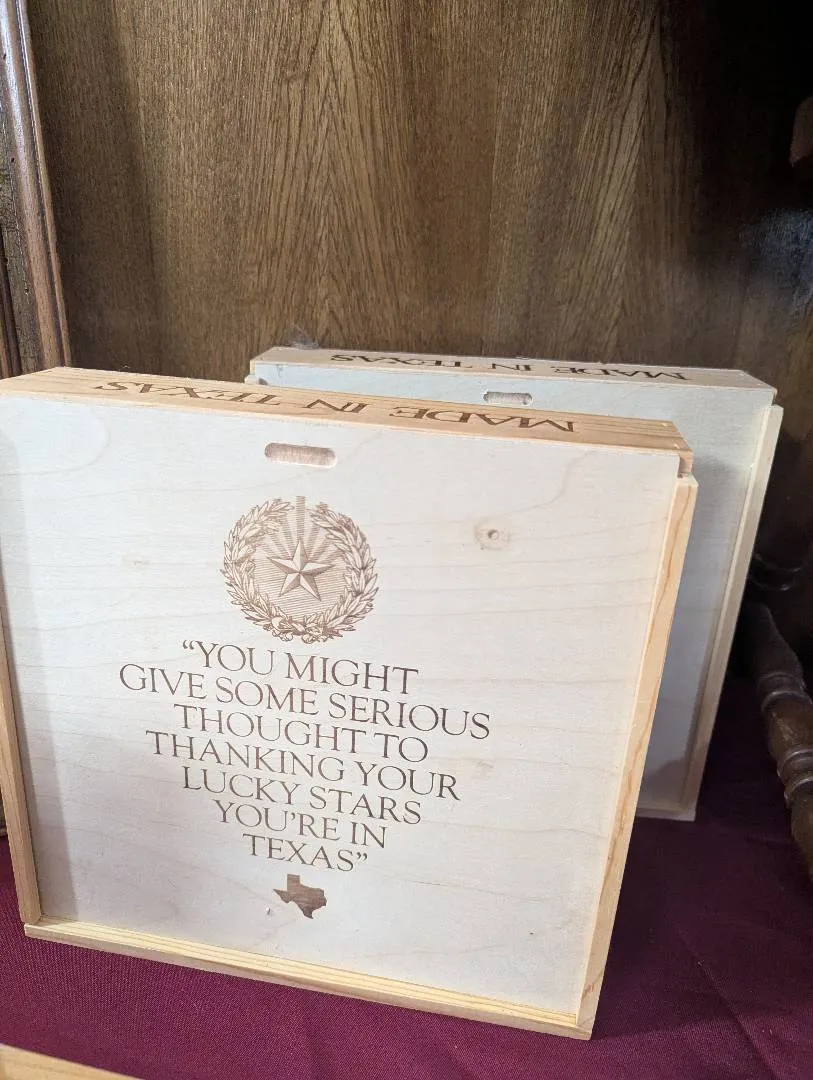 MADE IN TEXAS
MADE IN TEXAS
“YOU MIGHT
GIVE SOME SERIOUS
THOUGHT TO
THANKING YOUR
LUCKY STARS
YOU’RE IN
TEXAS”